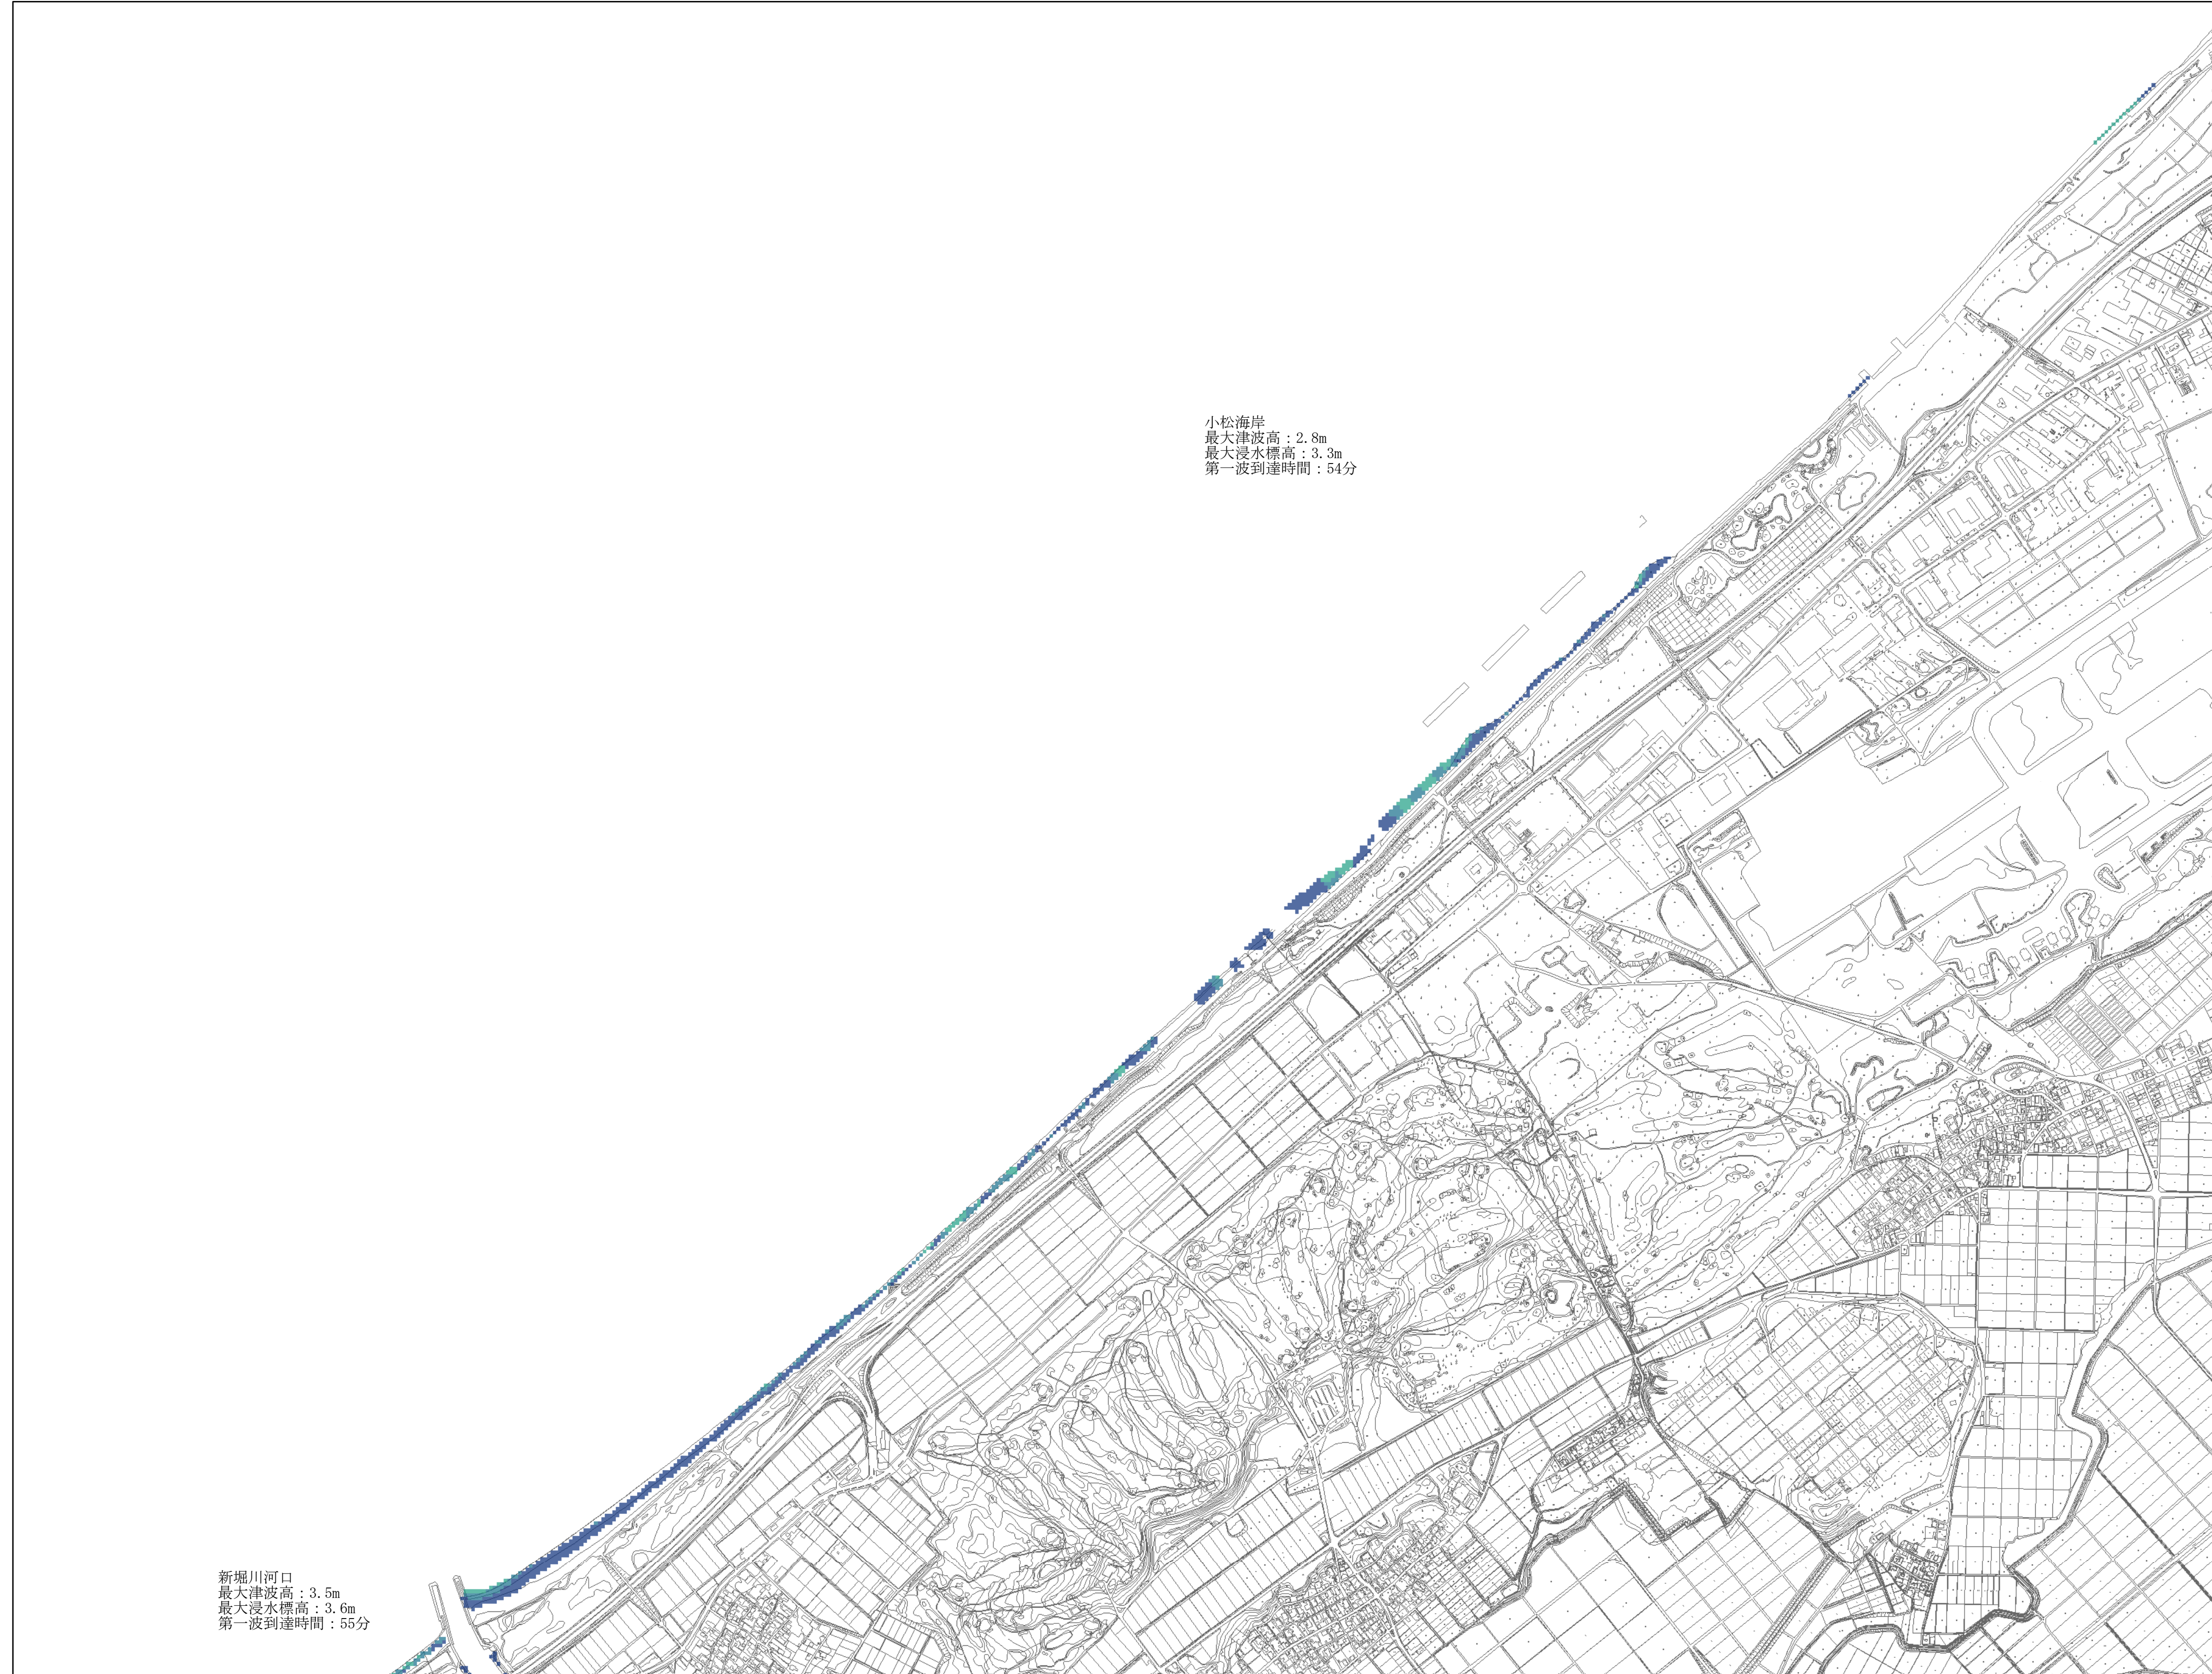 小松海岸
最大津波高：2.8m
最大浸水標高：3.3m
第一波到達時間：54分
新堀川河口
最大津波高：3.5m
最大浸水標高：3.6m
第一波到達時間：55分